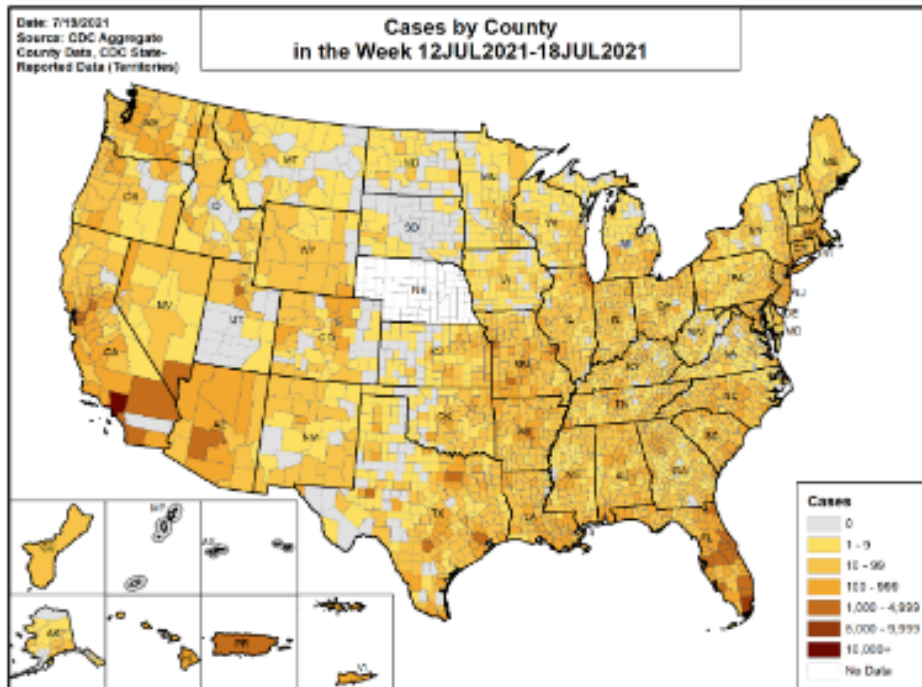 Date: 7/19/2021
Source: CDC Aggregate
County Data, CDC State-
Reported Data (Territories)
Cases by County
in the Week 12JUL2021-18JUL2021
WA
MT
ND
MN
ME
OR
ID
SD
WI
MI
NY
WY
IA
PA
NJ
NV
UT
NE
IL
IN
OH
DE
MD
CA
CO
KS
MO
KY
WV
VA
AZ
NM
OK
AR
TN
NC
SC
TX
LA
MS
AL
GA
FL
MP
AS
AK
HI
PR
VI
Cases
0
1 - 9
10 - 99
100 - 999
1,000 - 4,999
5,000 - 9,999
10,000+
No Data